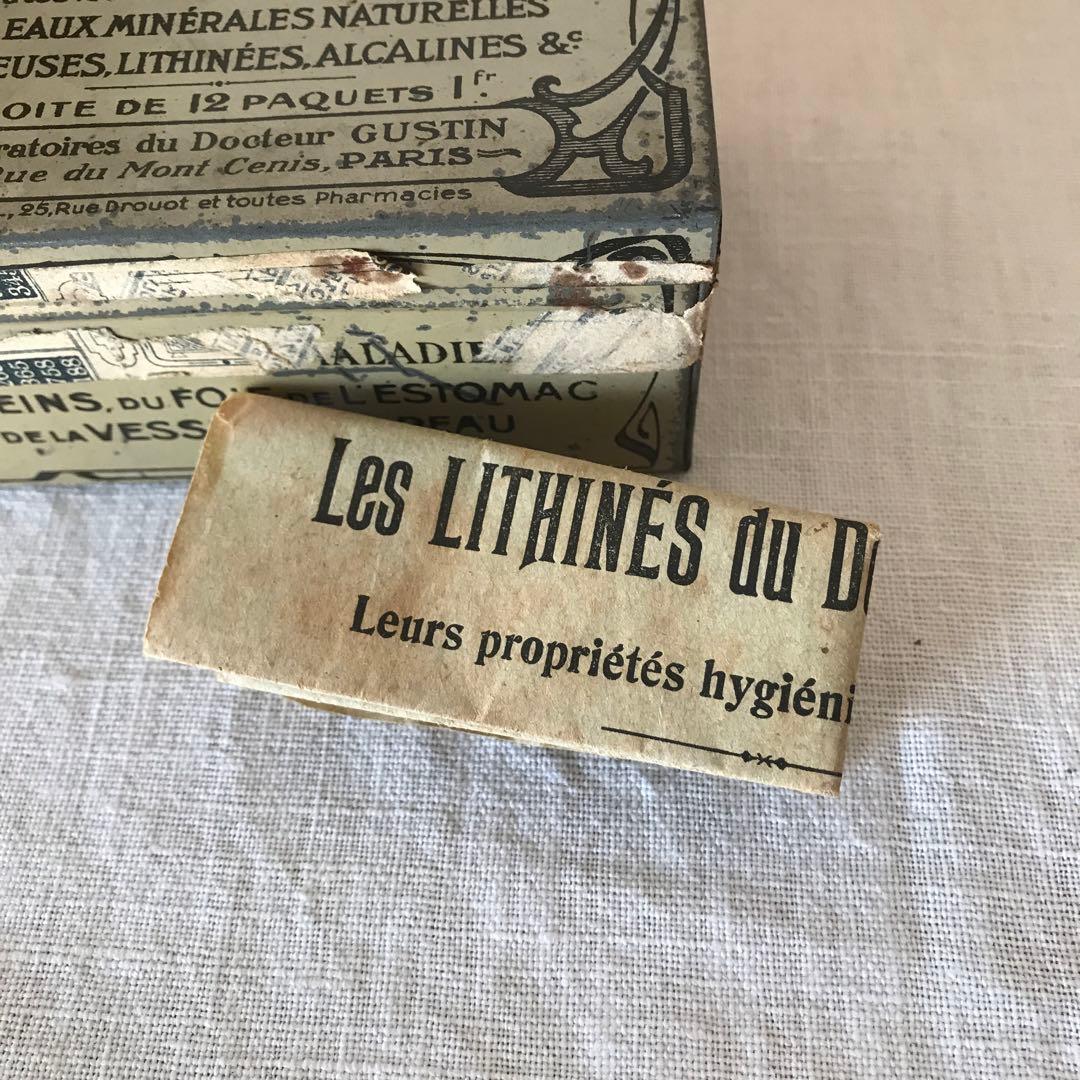 EAUX MINÉRALES NATURELLES
EUSES, LITHINÉES, ALCALINES &c
OITE DE 12 PAQUETS 1fr.
ratoires du Docteur GUSTIN
ue du Mont Cenis, PARIS
25, Rue Drouot et toutes Pharmacies
ALADIE
EINS, DU FOIE DE L'ESTOMAC
DE LA VESS EAU
Les LITHINÉS du D
Leurs propriétés hygiéni